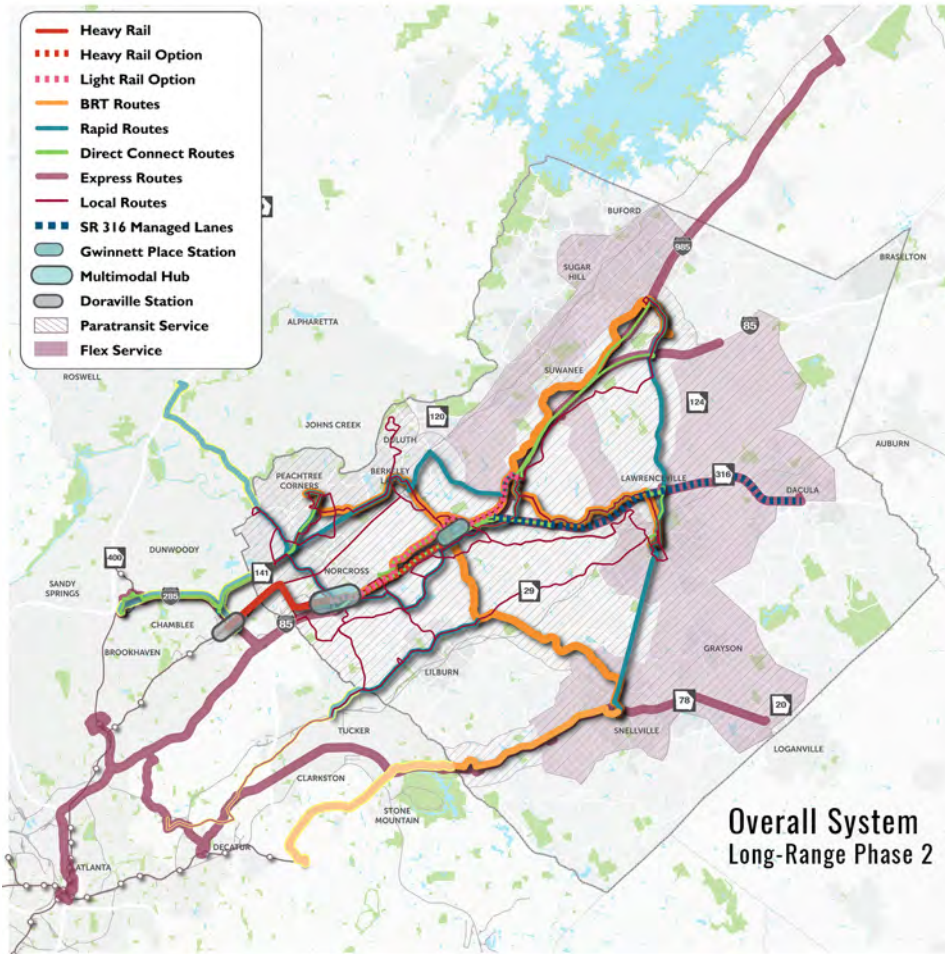 Heavy Rail
Heavy Rail Option
Light Rail Option
BRT Routes
Rapid Routes
Direct Connect Routes
Express Routes
Local Routes
SR 316 Managed Lanes
Gwinnett Place Station
Multimodal Hub
Doraville Station
Paratransit Service
Flex Service
BUFORD
985
SUGAR
HILL
BRASELTON
ALPHARETTA
85
ROSWELL
SUWANEE
124
120
JOHNS CREEK
DULUTH
AUBURN
PEACHTREE
CORNERS
BERKELEY
LAWRENCEVILLE
316
DACULA
DUNWOODY
400
141
NORCROSS
SANDY
SPRINGS
285
29
CHAMBLEE
85
BROOKHAVEN
GRAYSON
LILBURN
78
20
TUCKER
SNELLVILLE
LOGANVILLE
CLARKSTON
STONE
MOUNTAIN
DECATUR
ATLANTA
Overall System
Long-Range Phase 2